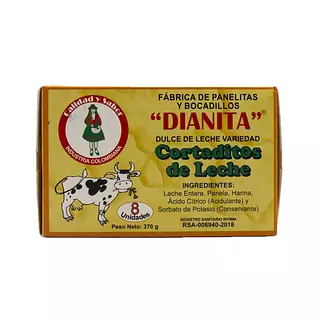 Calidad y Sabor
INDUSTRIA COLOMBIANA
FÁBRICA DE PANELITAS
Y BOCADILLOS
"DIANITA"®
DULCE DE LECHE VARIEDAD
Cortaditos
de Leche
INGREDIENTES:
Leche Entera, Panela, Harina,
Ácido Cítrico (Acidulante) y
Sorbato de Potasio (Conservante)
REGISTRO SANITARIO INVIMA
RSA-006940-2018
8
Unidades
Peso Neto: 370 g